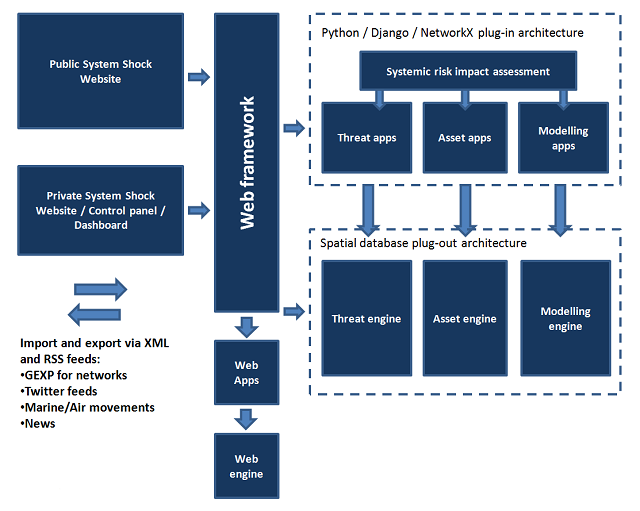 Public System Shock
Website
Private System Shock
Website / Control panel /
Dashboard
Import and export via XML
and RSS feeds:
•GEXP for networks
•Twitter feeds
•Marine/Air movements
•News
Web framework
Web
Apps
Web
engine
Python / Django / NetworkX plug-in architecture
Systemic risk impact assessment
Threat apps
Asset apps
Modelling
apps
Spatial database plug-out architecture
Threat engine
Asset engine
Modelling
engine